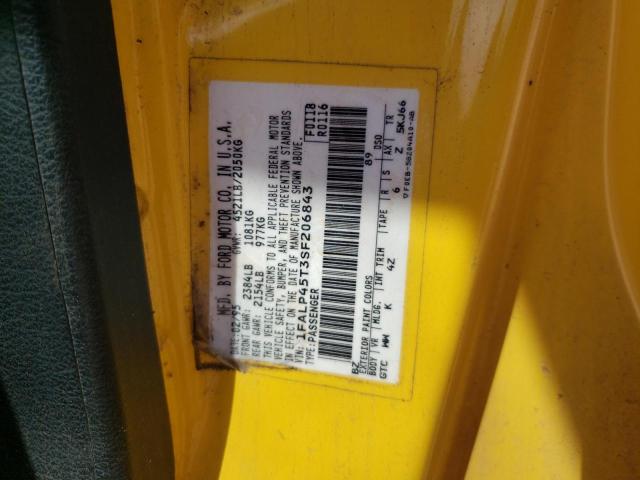 MFD. BY FORD MOTOR CO. IN U.S.A.
DATE: 02/95 GVWR: 4521LB/2050KG
FRONT GAWR: 2384LB 1081KG
REAR GAWR: 2154LB 977KG
THIS VEHICLE CONFORMS TO ALL APPLICABLE FEDERAL MOTOR
VEHICLE SAFETY, BUMPER, AND THEFT PREVENTION STANDARDS
IN EFFECT ON THE DATE OF MANUFACTURE SHOWN ABOVE.
VIN: 1FALP45T3SF206843
TYPE: PASSENGER
F0118
R0116
BZ 89
EXTERIOR PAINT COLORS DSO
BODY VR MLDG. INT TRIM TAPE R S AX TR
GTC MM K 4Z 6 Z 5KJ66